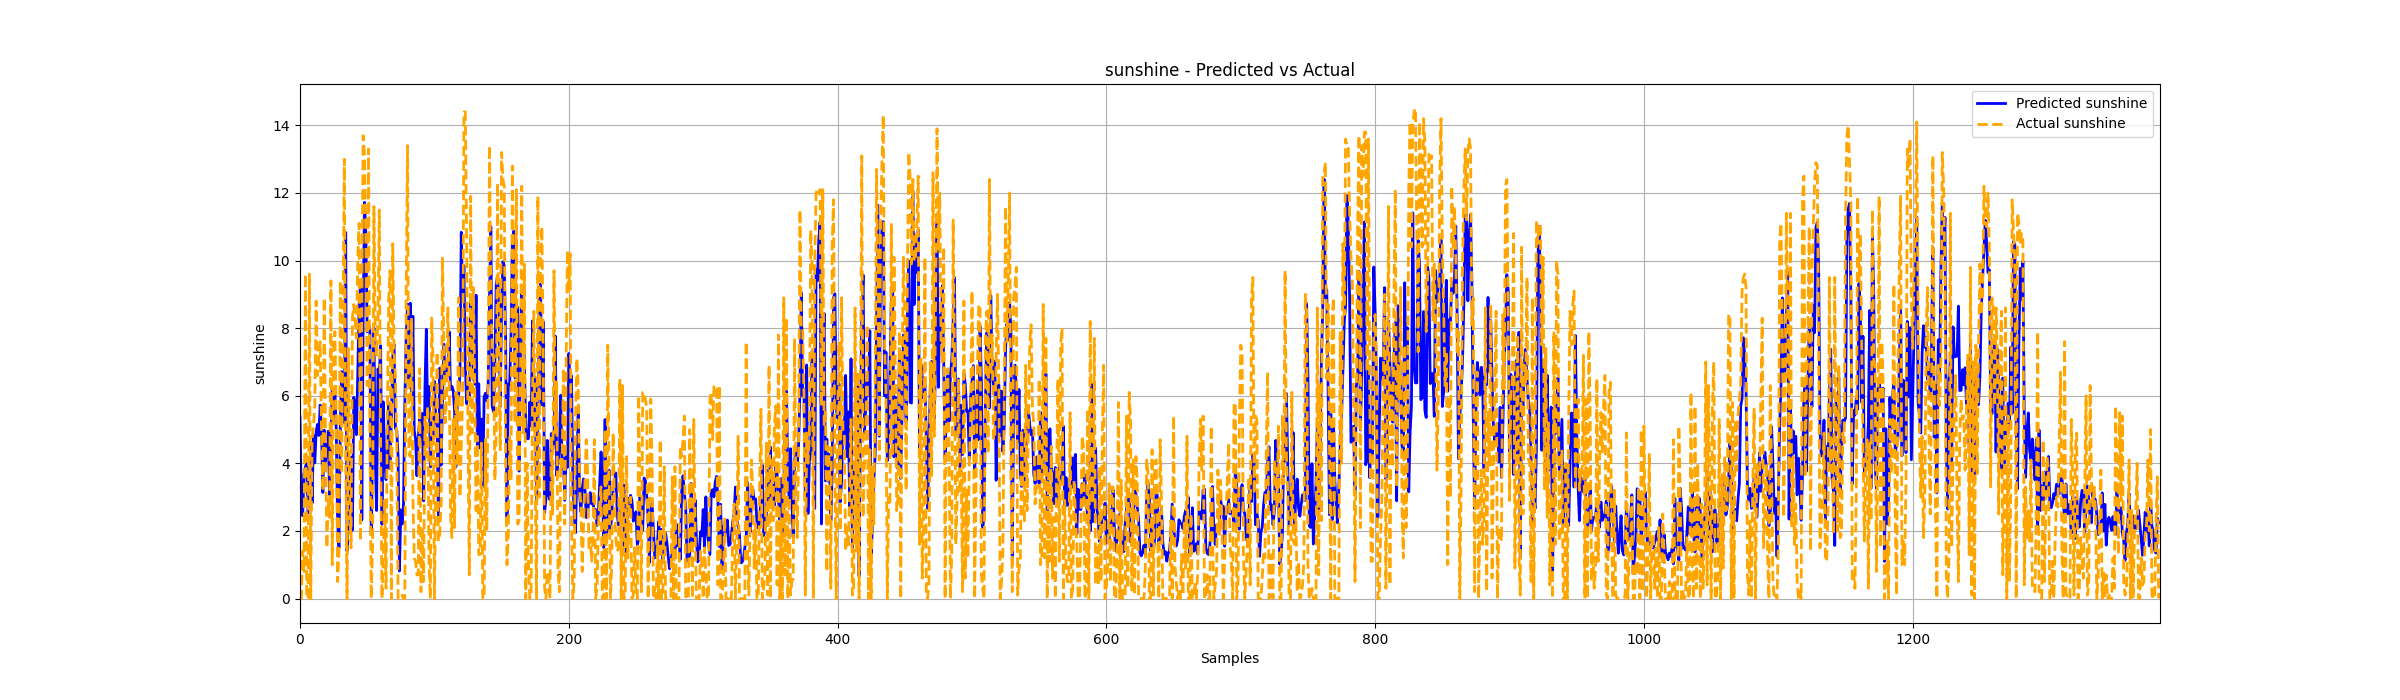 sunshine - Predicted vs Actual
Predicted sunshine
Actual sunshine
14
12
10
8
6
4
2
0
sunshine
0 200 400 600 800 1000 1200
Samples